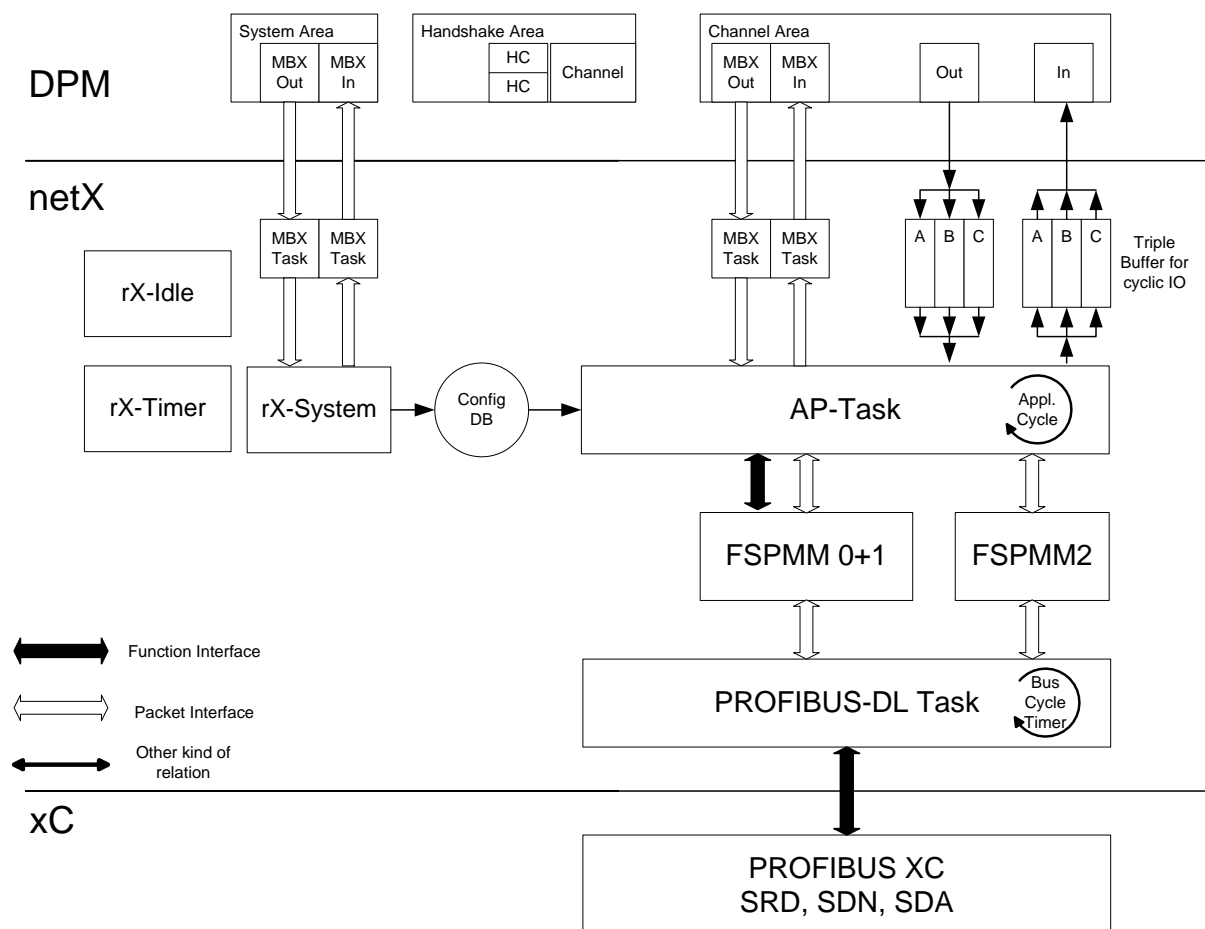 DPM
System Area
MBX
Out
MBX
In
Handshake Area
HC
HC
Channel
Channel Area
MBX
Out
MBX
In
Out
In
netX
MBX
Task
MBX
Task
MBX
Task
MBX
Task
A
B
C
A
B
C
Triple
Buffer for
cyclic IO
rX-Idle
rX-Timer
rX-System
Config
DB
AP-Task
Appl.
Cycle
FSPMM 0+1
FSPMM2
Function Interface
Packet Interface
Other kind of
relation
PROFIBUS-DL Task
Bus
Cycle
Timer
xC
PROFIBUS XC
SRD, SDN, SDA